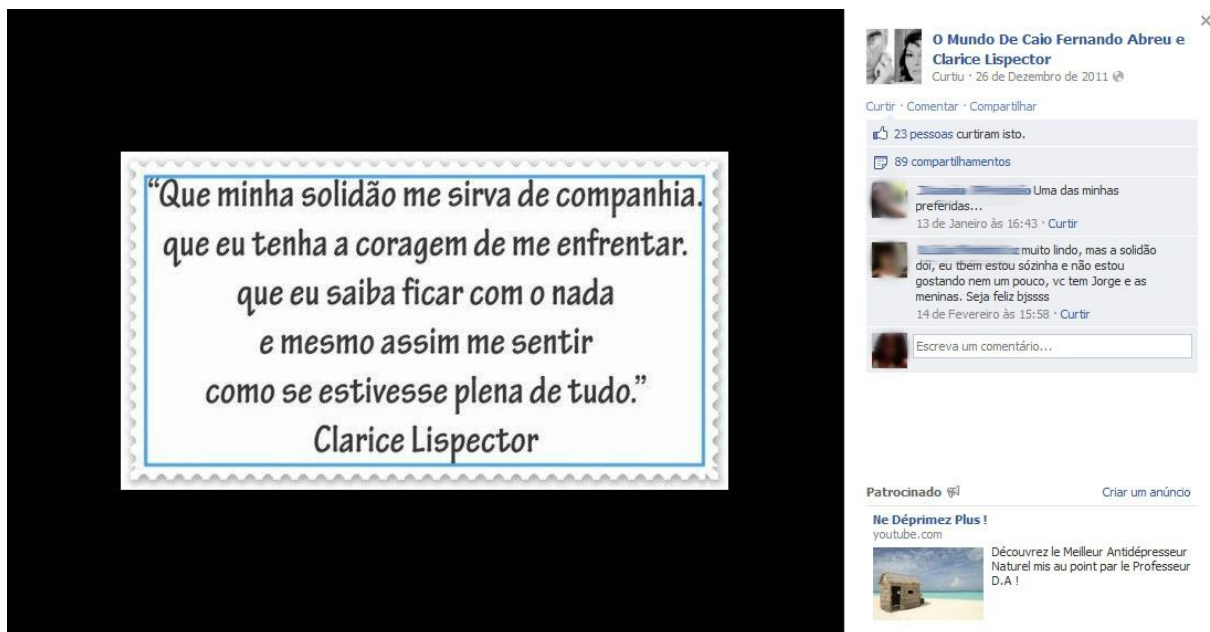 “Que minha solidão me sirva de companhia.
que eu tenha a coragem de me enfrentar.
que eu saiba ficar com o nada
e mesmo assim me sentir
como se estivesse plena de tudo.”
Clarice Lispector
O Mundo De Caio Fernando Abreu e
Clarice Lispector
Curtiu · 26 de Dezembro de 2011
Curtir · Comentar · Compartilhar
23 pessoas curtiram isto.
89 compartilhamentos
Uma das minhas
preferidas...
13 de Janeiro às 16:43 · Curtir
muito lindo, mas a solidão
dói, eu tbem estou sózinha e não estou
gostando nem um pouco, vc tem Jorge e as
meninas. Seja feliz bjssss
14 de Fevereiro às 15:58 · Curtir
Escreva um comentário...
Patrocinado
Criar um anúncio
Ne Déprimez Plus !
youtube.com
Découvrez le Meilleur Antidépresseur
Naturel mis au point par le Professeur
D.A !